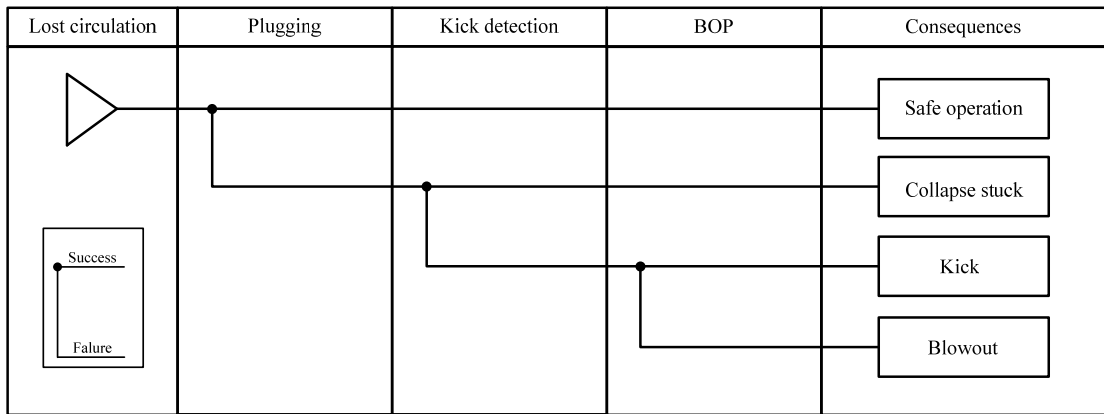 Lost circulation
Plugging
Kick detection
BOP
Consequences
Safe operation
Collapse stuck
Success
Kick
Falure
Blowout